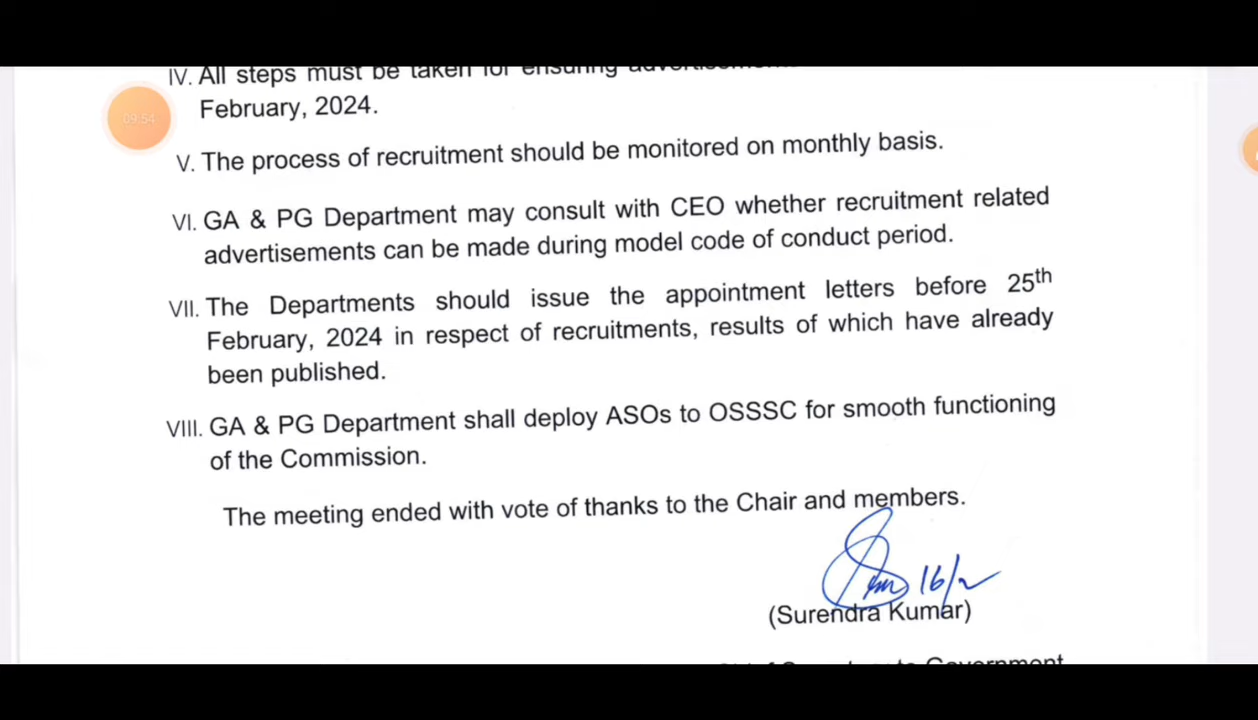 IV. All steps must be taken for ensuring
09:54
February, 2024.
V. The process of recruitment should be monitored on monthly basis.
VI. GA & PG Department may consult with CEO whether recruitment related
advertisements can be made during model code of conduct period.
VII. The Departments should issue the appointment letters before 25th
February, 2024 in respect of recruitments, results of which have already
been published.
VIII. GA & PG Department shall deploy ASOs to OSSSC for smooth functioning
of the Commission.
The meeting ended with vote of thanks to the Chair and members.
16/2
(Surendra Kumar)